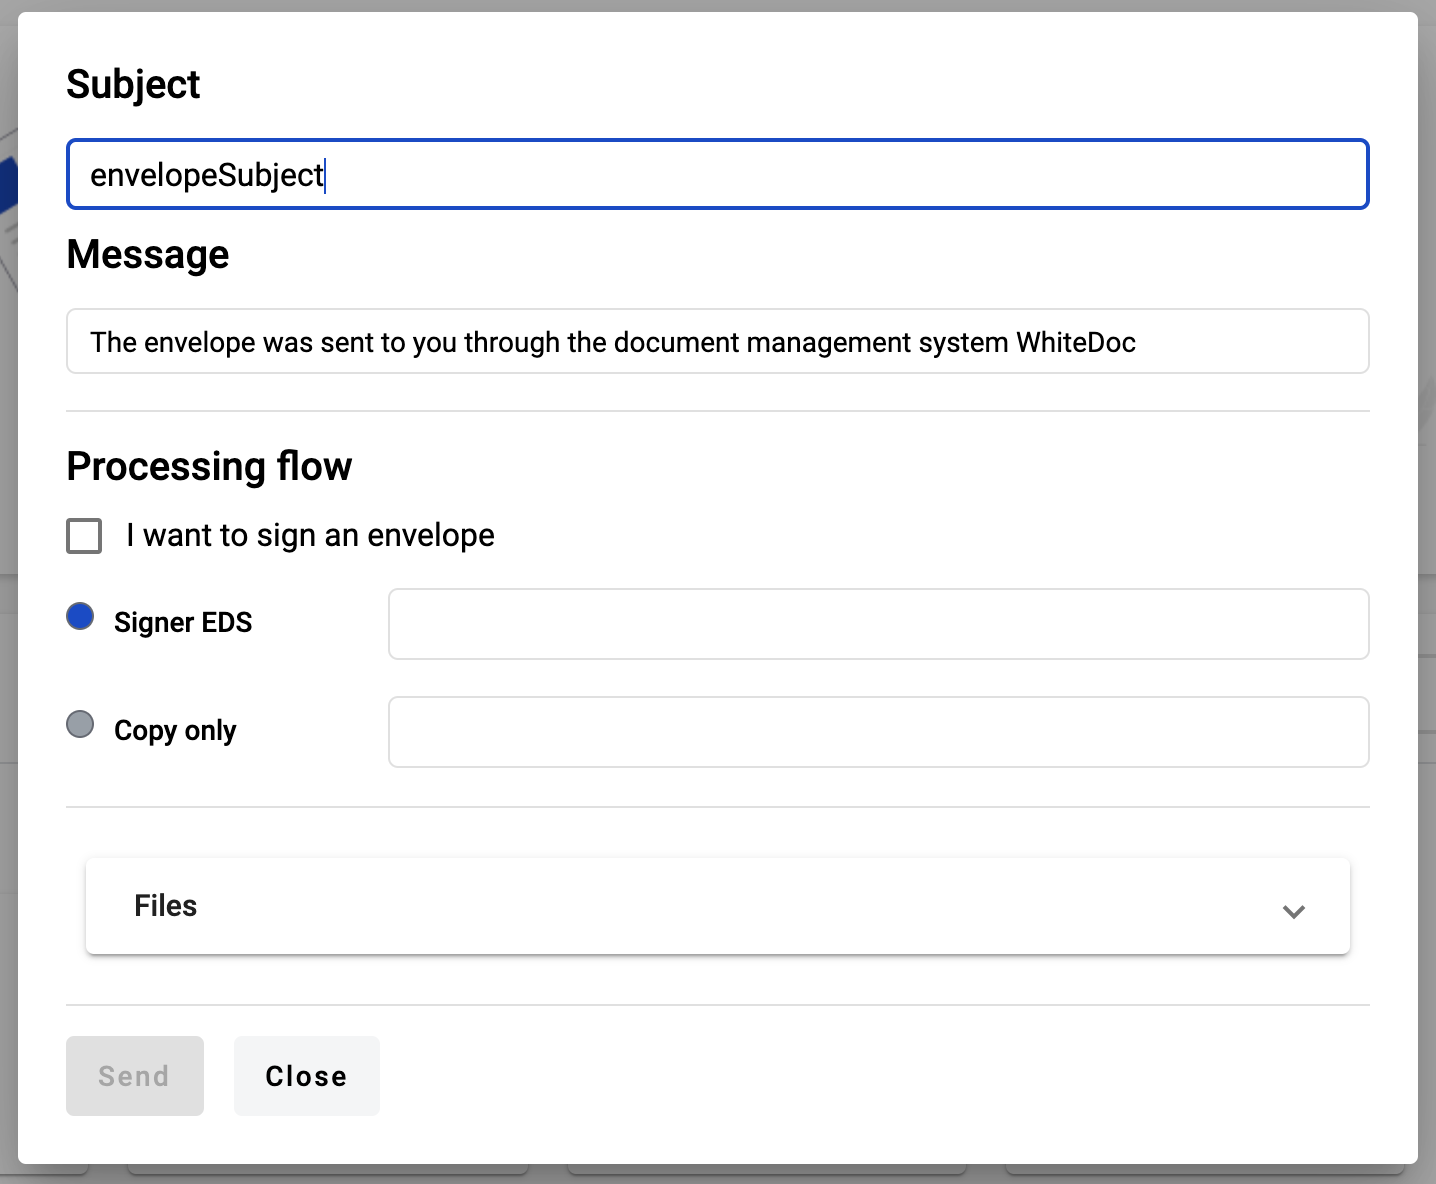 Subject
envelopeSubject
Message
The envelope was sent to you through the document management system WhiteDoc
Processing flow
I want to sign an envelope
Signer EDS
Copy only
Files
Send
Close